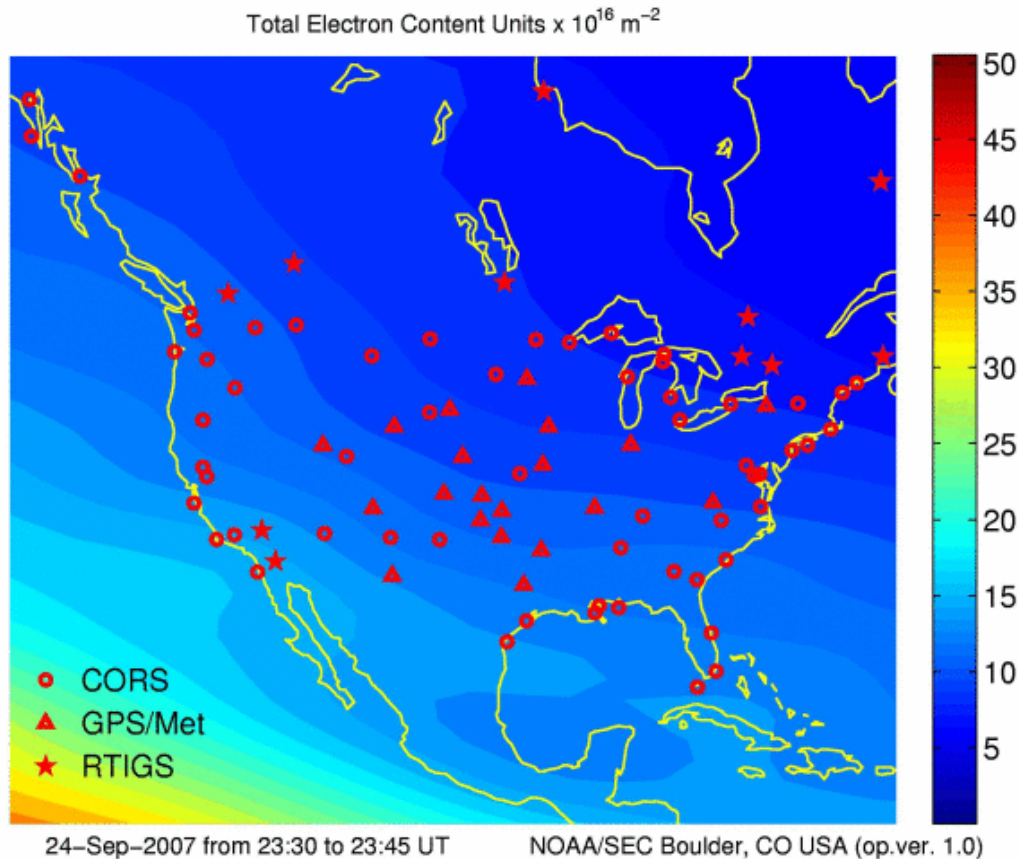 Total Electron Content Units x 10^16 m^−2
50
45
40
35
30
25
20
15
10
5
CORS
GPS/Met
RTIGS
24−Sep−2007 from 23:30 to 23:45 UT
NOAA/SEC Boulder, CO USA (op.ver. 1.0)